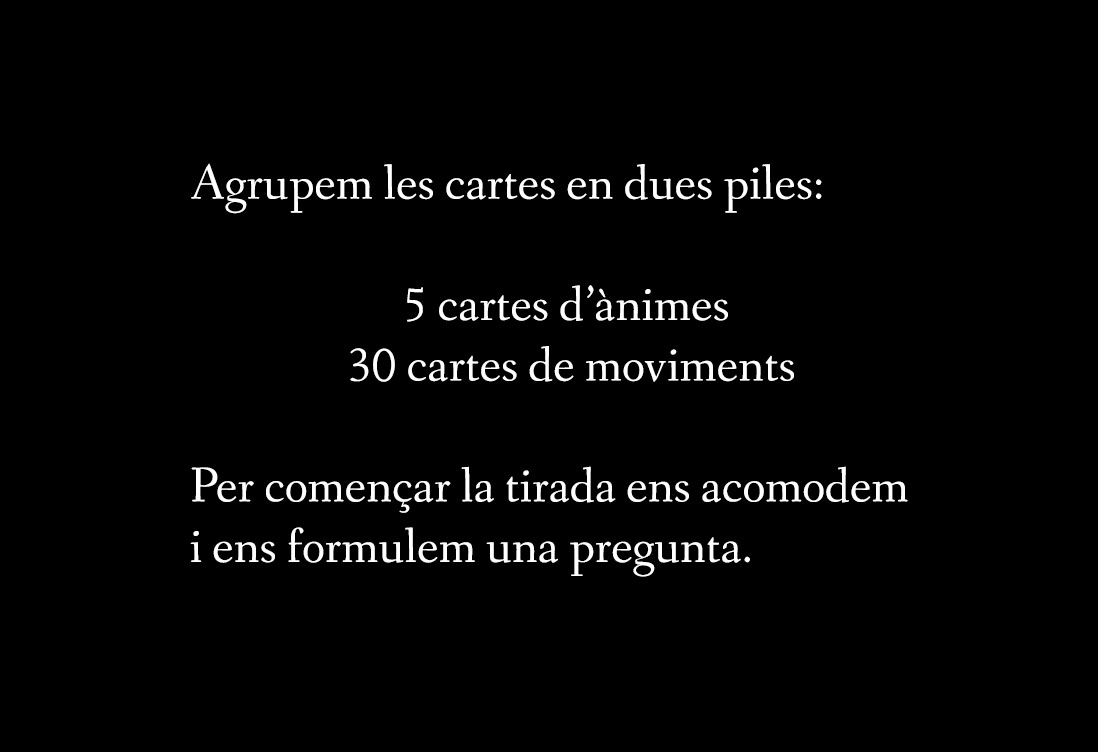 Agrupem les cartes en dues piles:
5 cartes d’ànimes
30 cartes de moviments
Per començar la tirada ens acomodem
i ens formulem una pregunta.